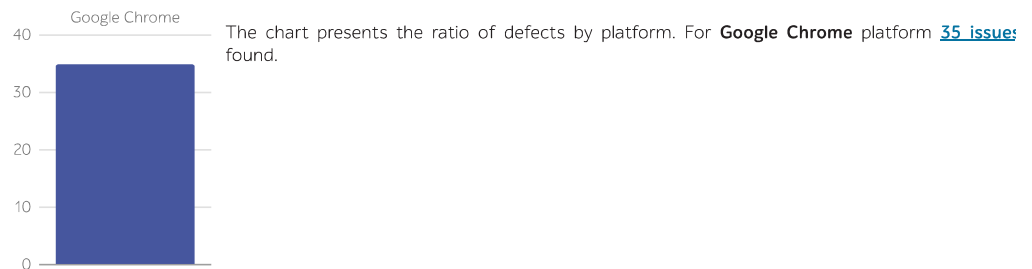 Google Chrome
40
30
20
10
0
The chart presents the ratio of defects by platform. For Google Chrome platform 35 issues
found.